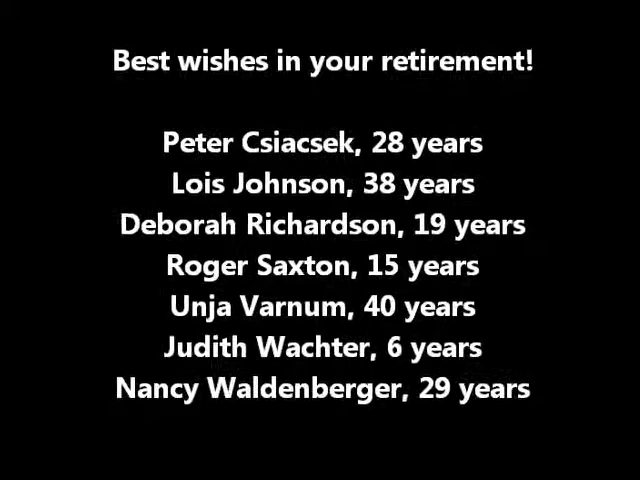 Best wishes in your retirement!
Peter Csiacsek, 28 years
Lois Johnson, 38 years
Deborah Richardson, 19 years
Roger Saxton, 15 years
Unja Varnum, 40 years
Judith Wachter, 6 years
Nancy Waldenberger, 29 years